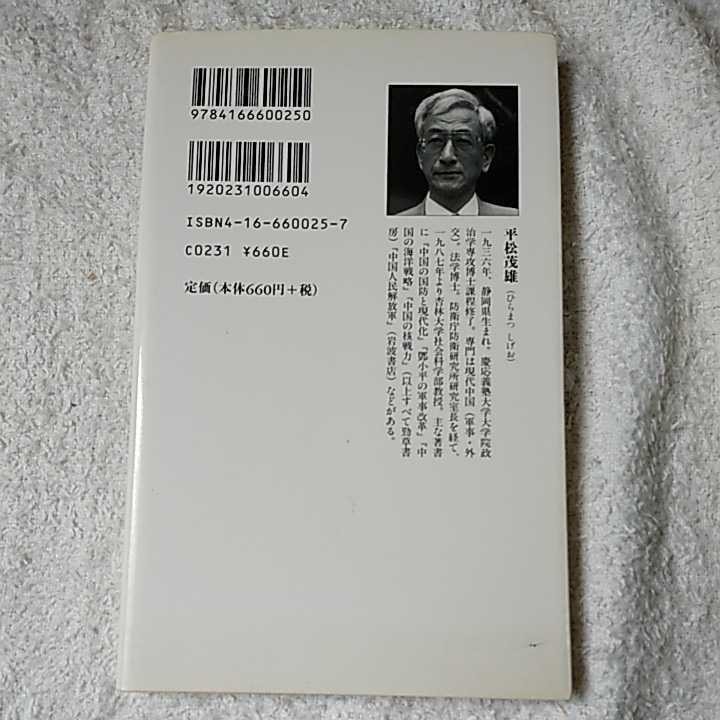 9784166600250
1920231006604
ISBN4-16-660025-7
C0231 ¥660E
定価(本体660円+税)
平松茂雄(ひらまつ しげお)
一九三六年、静岡県生まれ。慶応義塾大学大学院政
治学専攻博士課程修了。専門は現代中国(軍事・外
交)。法学博士。防衛庁防衛研究所研究室長を経て、
一九八七年より杏林大学社会科学部教授。主な著書
に『中国の国防と現代化』『鄧小平の軍事改革』『中
国の海洋戦略』『中国の核戦力』(以上すべて勁草書
房)『中国人民解放軍』(岩波書店)などがある。